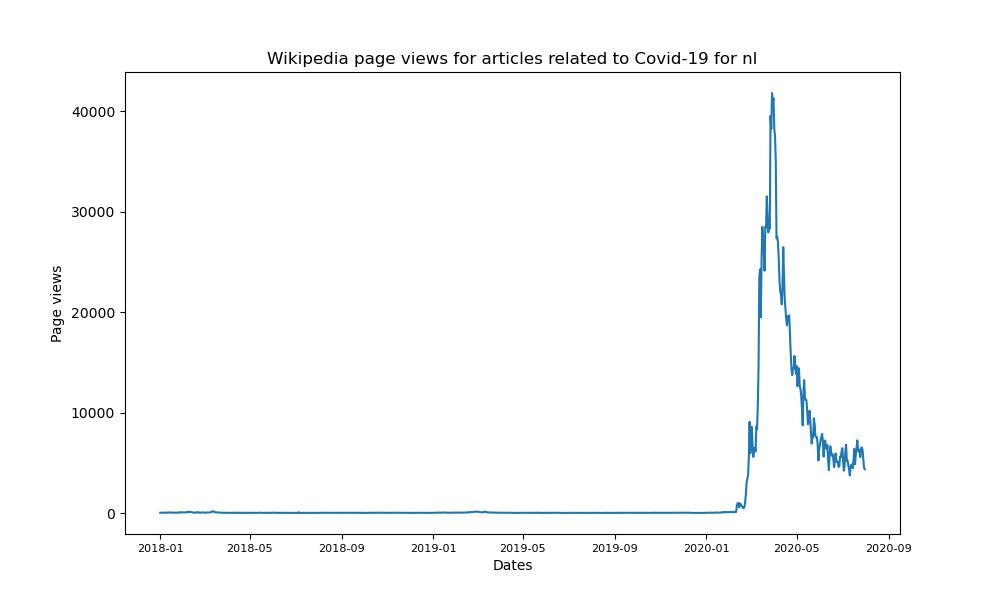 Wikipedia page views for articles related to Covid-19 for nl
40000
30000
20000
10000
0
Page views
2018-01 2018-05 2018-09 2019-01 2019-05 2019-09 2020-01 2020-05 2020-09
Dates